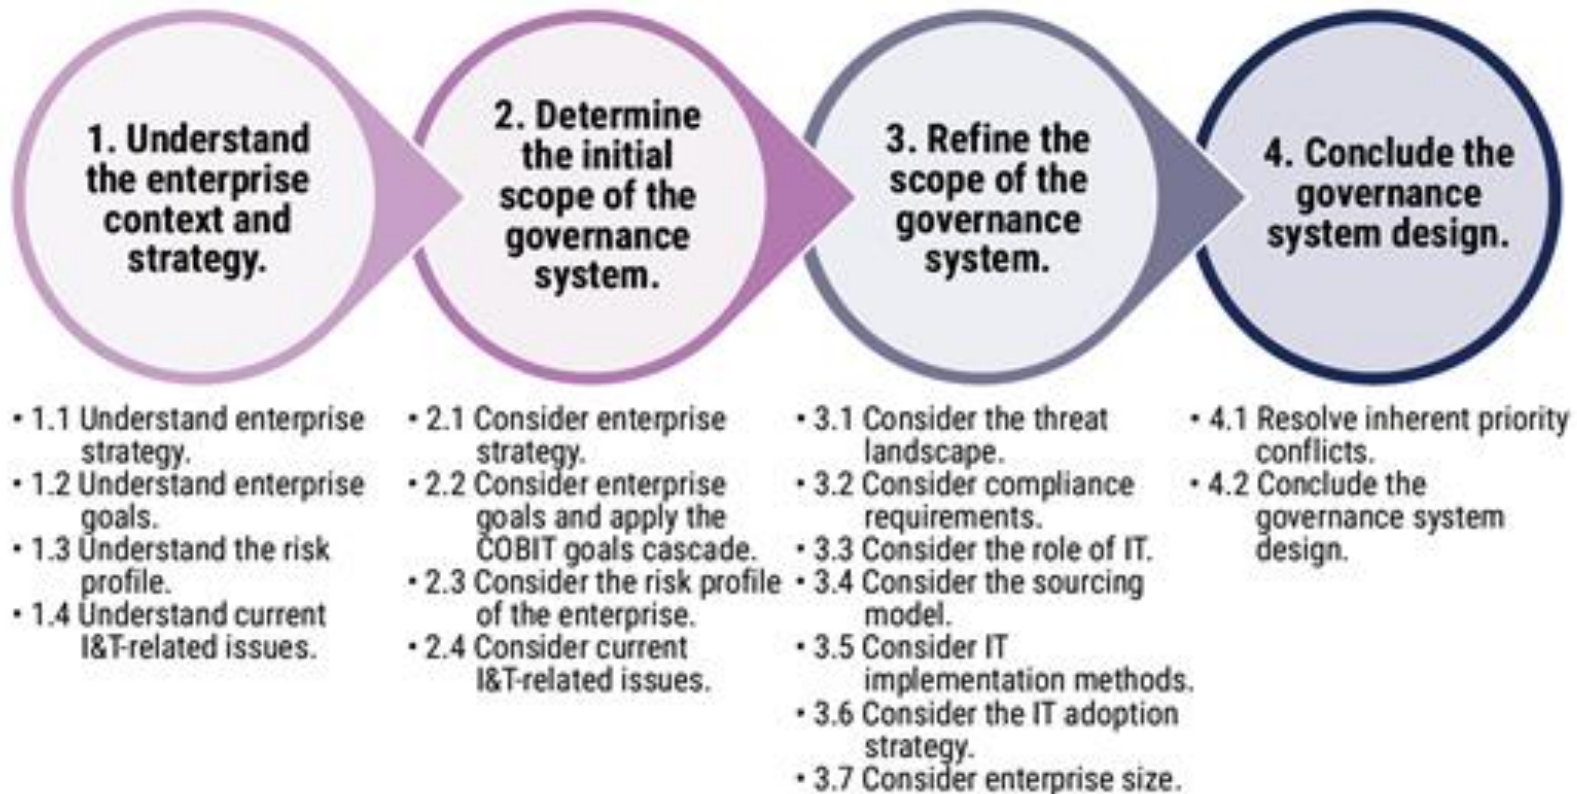 1. Understand
the enterprise
context and
strategy.
2. Determine
the initial
scope of the
governance
system.
3. Refine the
scope of the
governance
system.
4. Conclude the
governance
system design.
• 1.1 Understand enterprise
strategy.
• 1.2 Understand enterprise
goals.
• 1.3 Understand the risk
profile.
• 1.4 Understand current
I&T-related issues.
• 2.1 Consider enterprise
strategy.
• 2.2 Consider enterprise
goals and apply the
COBIT goals cascade.
• 2.3 Consider the risk profile
of the enterprise.
• 2.4 Consider current
I&T-related issues.
• 3.1 Consider the threat
landscape.
• 3.2 Consider compliance
requirements.
• 3.3 Consider the role of IT.
• 3.4 Consider the sourcing
model.
• 3.5 Consider IT
implementation methods.
• 3.6 Consider the IT adoption
strategy.
• 3.7 Consider enterprise size.
• 4.1 Resolve inherent priority
conflicts.
• 4.2 Conclude the
governance system
design.